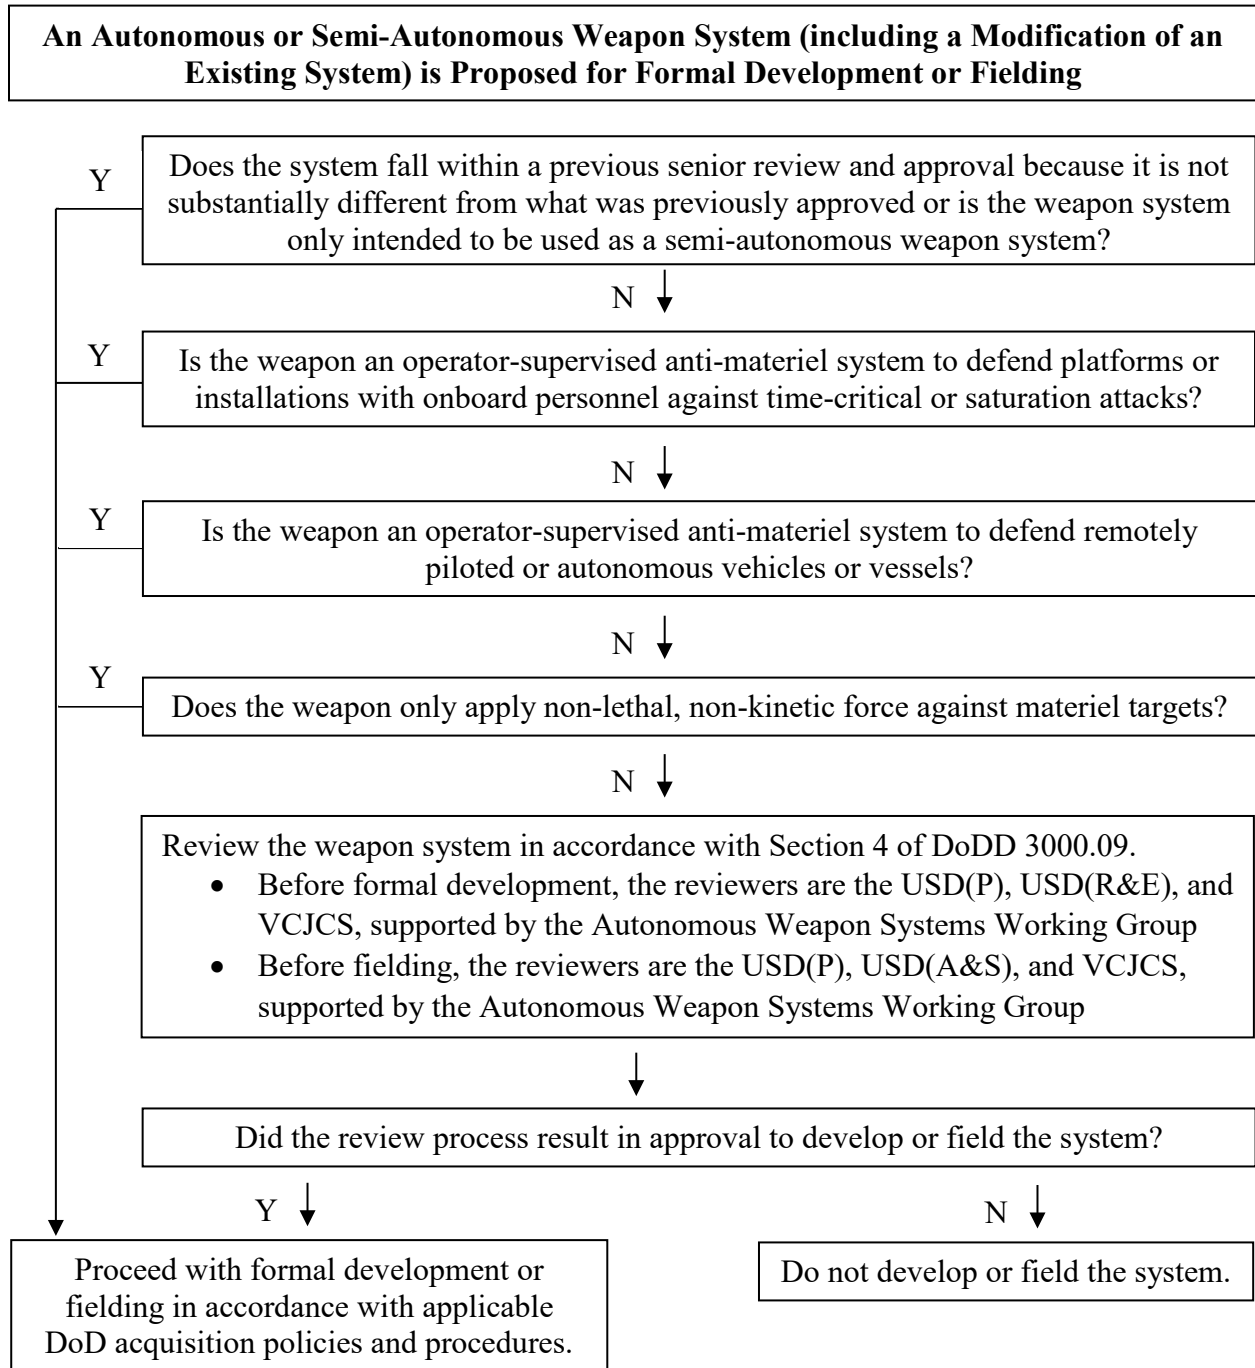 An Autonomous or Semi-Autonomous Weapon System (including a Modification of an
Existing System) is Proposed for Formal Development or Fielding
Y
Does the system fall within a previous senior review and approval because it is not
substantially different from what was previously approved or is the weapon system
only intended to be used as a semi-autonomous weapon system?
N
Y
Is the weapon an operator-supervised anti-materiel system to defend platforms or
installations with onboard personnel against time-critical or saturation attacks?
N
Y
Is the weapon an operator-supervised anti-materiel system to defend remotely
piloted or autonomous vehicles or vessels?
N
Y
Does the weapon only apply non-lethal, non-kinetic force against materiel targets?
N
Review the weapon system in accordance with Section 4 of DoDD 3000.09.
• Before formal development, the reviewers are the USD(P), USD(R&E), and
VCJCS, supported by the Autonomous Weapon Systems Working Group
• Before fielding, the reviewers are the USD(P), USD(A&S), and VCJCS,
supported by the Autonomous Weapon Systems Working Group
Did the review process result in approval to develop or field the system?
Y
N
Proceed with formal development or
fielding in accordance with applicable
DoD acquisition policies and procedures.
Do not develop or field the system.